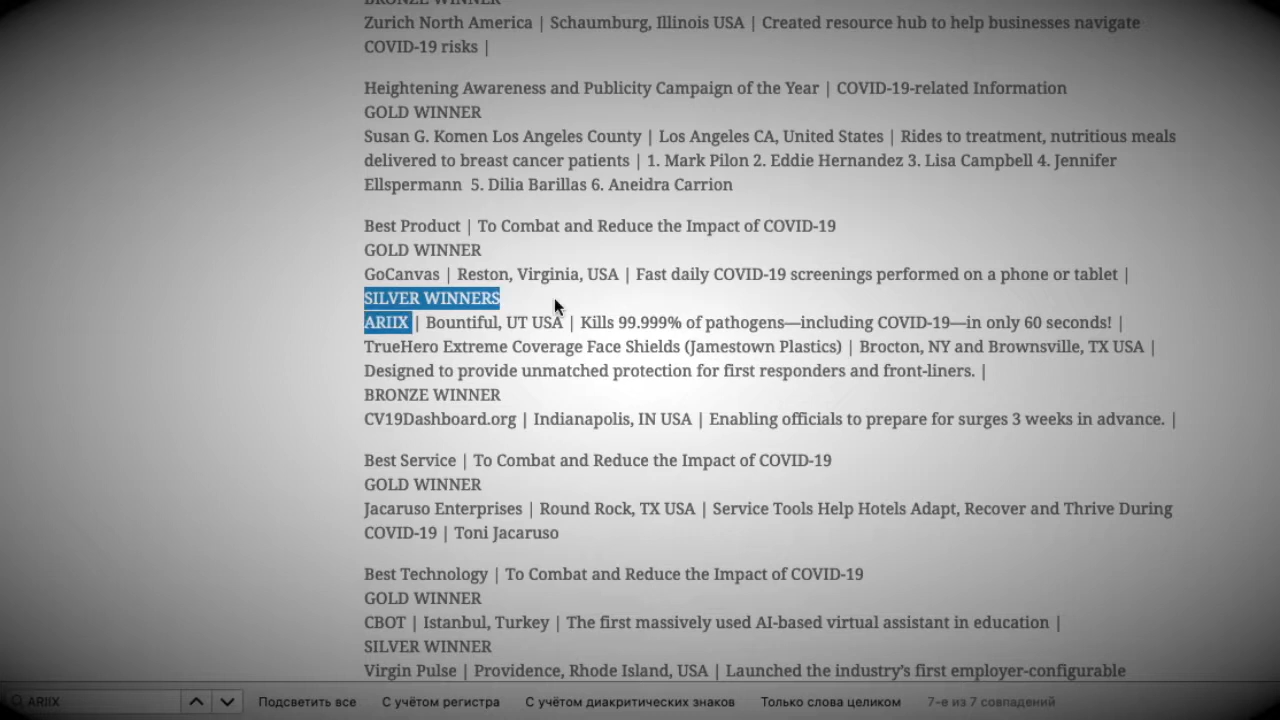 BRONZE WINNER
Zurich North America | Schaumburg, Illinois USA | Created resource hub to help businesses navigate
COVID-19 risks |
Heightening Awareness and Publicity Campaign of the Year | COVID-19-related Information
GOLD WINNER
Susan G. Komen Los Angeles County | Los Angeles CA, United States | Rides to treatment, nutritious meals
delivered to breast cancer patients | 1. Mark Pilon 2. Eddie Hernandez 3. Lisa Campbell 4. Jennifer
Ellspermann 5. Dilia Barillas 6. Aneidra Carrion
Best Product | To Combat and Reduce the Impact of COVID-19
GOLD WINNER
GoCanvas | Reston, Virginia, USA | Fast daily COVID-19 screenings performed on a phone or tablet |
SILVER WINNERS
ARIIX | Bountiful, UT USA | Kills 99.999% of pathogens—including COVID-19—in only 60 seconds! |
TrueHero Extreme Coverage Face Shields (Jamestown Plastics) | Brocton, NY and Brownsville, TX USA |
Designed to provide unmatched protection for first responders and front-liners. |
BRONZE WINNER
CV19Dashboard.org | Indianapolis, IN USA | Enabling officials to prepare for surges 3 weeks in advance. |
Best Service | To Combat and Reduce the Impact of COVID-19
GOLD WINNER
Jacaruso Enterprises | Round Rock, TX USA | Service Tools Help Hotels Adapt, Recover and Thrive During
COVID-19 | Toni Jacaruso
Best Technology | To Combat and Reduce the Impact of COVID-19
GOLD WINNER
CBOT | Istanbul, Turkey | The first massively used AI-based virtual assistant in education |
SILVER WINNER
Virgin Pulse | Providence, Rhode Island, USA | Launched the industry's first employer-configurable
ARIIX Подсветить все С учётом регистра С учётом диакритических знаков Только слова целиком 7-е из 7 совпадений